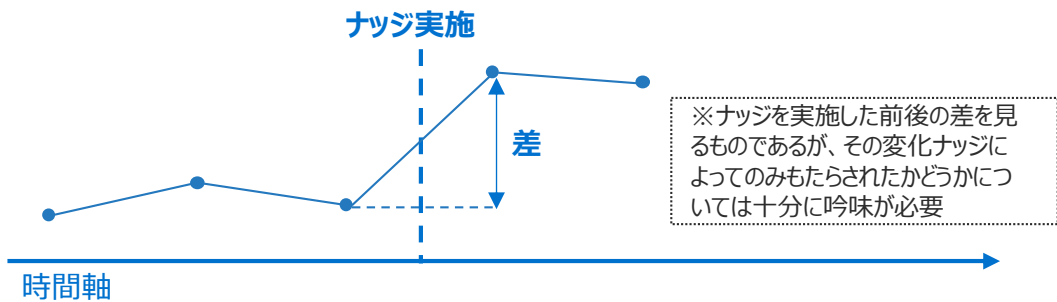 ナッジ実施
差
※ナッジを実施した前後の差を見
るものであるが、その変化ナッジに
よってのみもたらされたかどうかにつ
いては十分に吟味が必要
時間軸